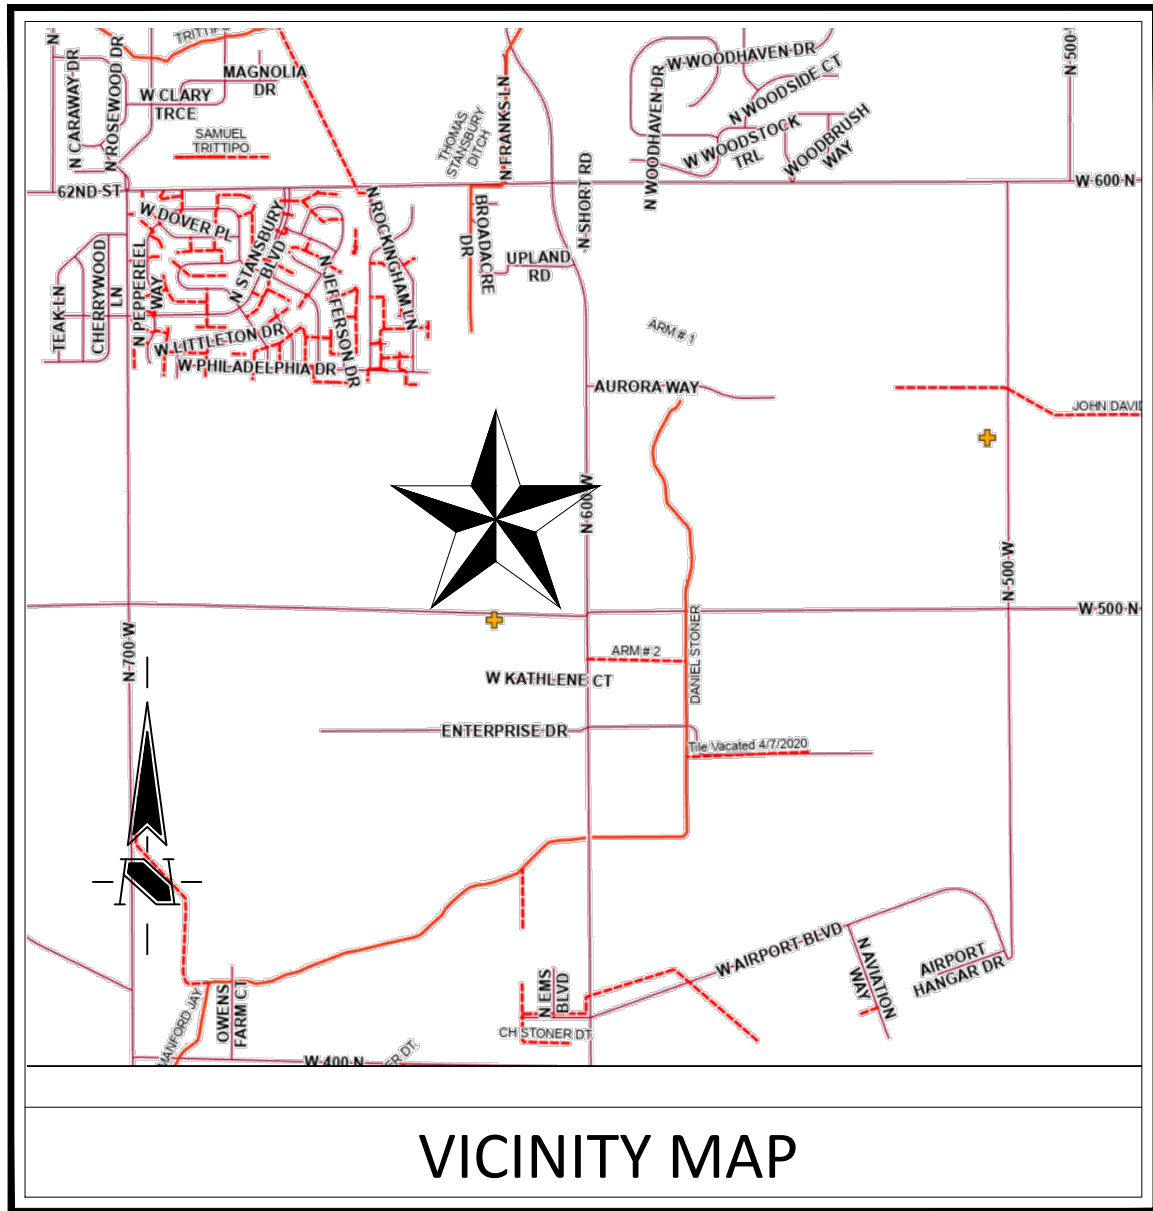 N
TRITTIPO
N CARAWAY DR
N ROSEWOOD DR
MAGNOLIA
DR
W CLARY
TRCE
SAMUEL
TRITTIPO
THOMAS
STANSBURY
DITCH
N FRANKS LN
N SHORT RD
N WOODHAVEN DR
W WOODHAVEN DR
N WOODSIDE CT
W WOODSTOCK
TRL
WOODBRUSH
WAY
N 500
62ND ST
W 600 N
W DOVER PL
N STANSBURY
BLVD
N ROCKINGHAM LN
BROADACRE
DR
UPLAND
RD
TEAK LN
CHERRYWOOD
LN
N PEPPEREEL
WAY
N JEFFERSON DR
W LITTLETON DR
W PHILADELPHIA DR
ARM # 1
AURORA WAY
JOHN DAVID
N 600 W
N 500 W
W 500 N
N 700 W
ARM # 2
DANIEL STONER
W KATHLENE CT
ENTERPRISE DR
Tile Vacated 4/7/2020
N
W AIRPORT BLVD
N AVIATION
WAY
AIRPORT
HANGAR DR
MANFORD JAY
OWENS
FARM CT
N EMS
BLVD
CH STONER DT
ER DT.
W 400 N
VICINITY MAP